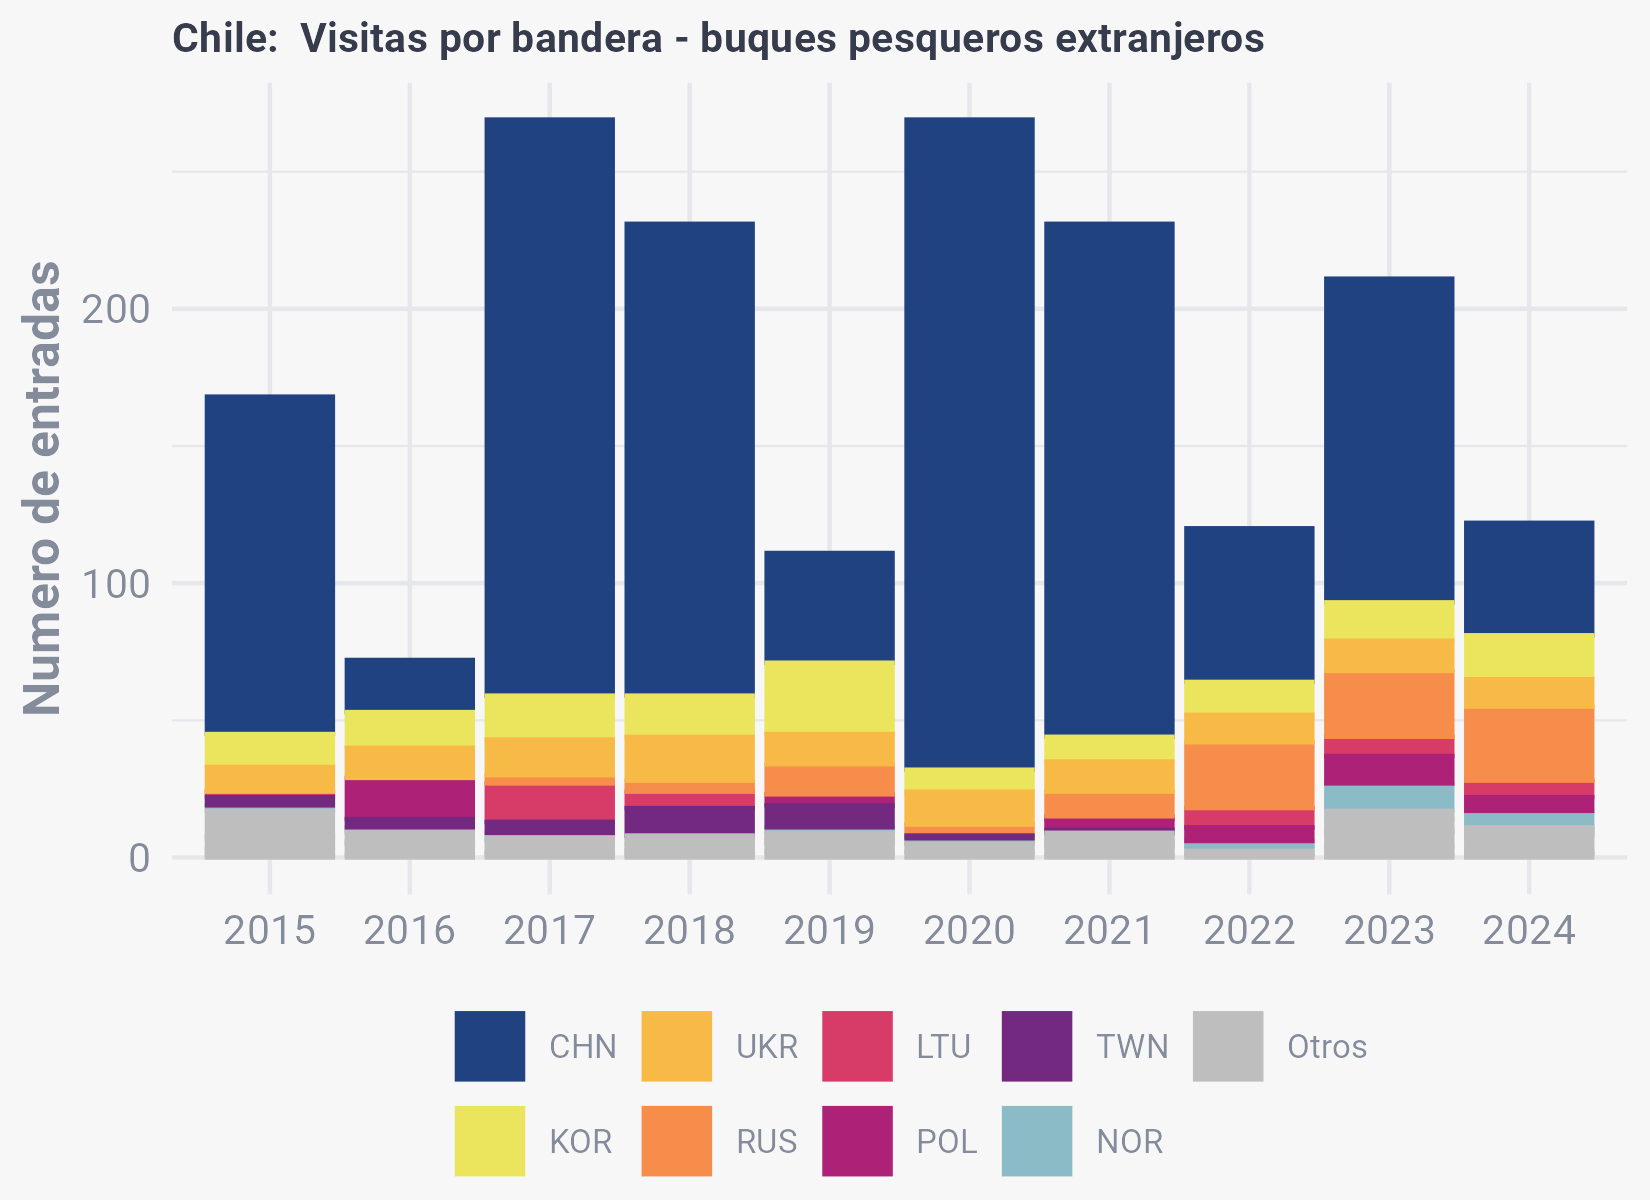 Chile:  Visitas por bandera - buques pesqueros extranjeros
Numero de entradas
200
100
0
2015 2016 2017 2018 2019 2020 2021 2022 2023 2024
CHN UKR LTU TWN Otros
KOR RUS POL NOR